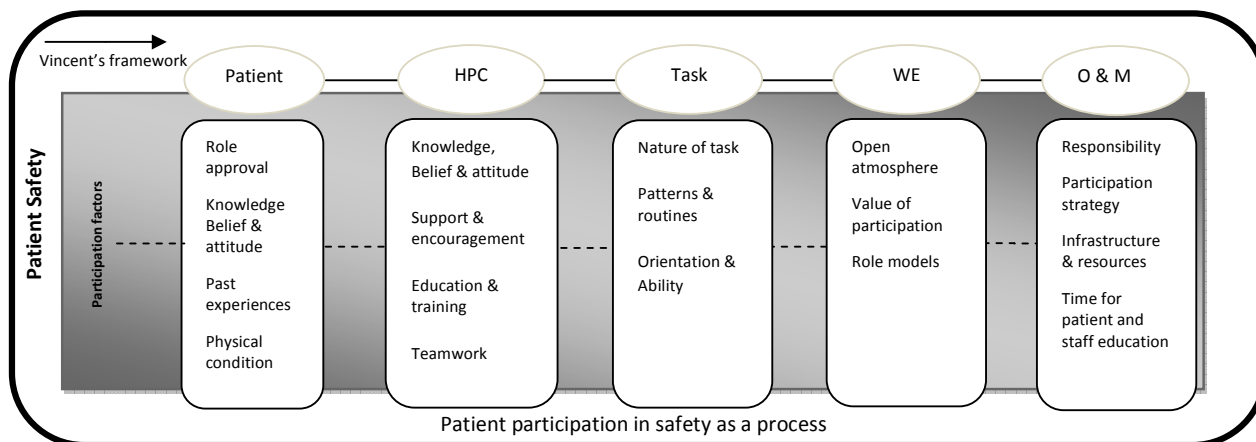 Vincent's framework
Patient
HPC
Task
WE
O & M
Patient Safety
Participation factors
Role
approval
Knowledge
Belief &
attitude
Past
experiences
Physical
condition
Knowledge,
Belief & attitude
Support &
encouragement
Education &
training
Teamwork
Nature of task
Patterns &
routines
Orientation &
Ability
Open
atmosphere
Value of
participation
Role models
Responsibility
Participation
strategy
Infrastructure
& resources
Time for
patient and
staff education
Patient participation in safety as a process